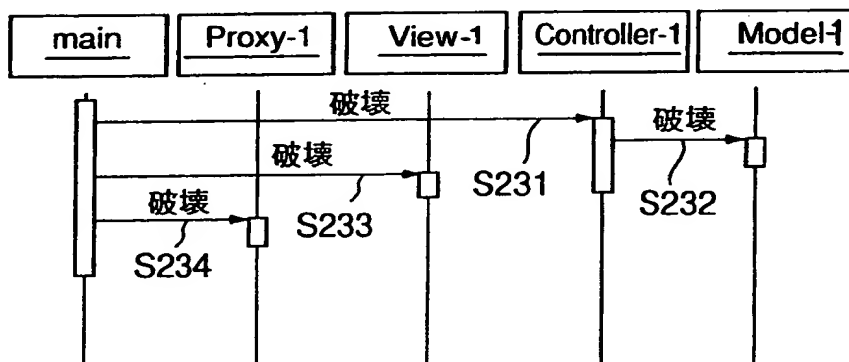 main
Proxy-1
View-1
Controller-1
Model-1
破壊
破壊
S231
破壊
S232
S233
破壊
S234